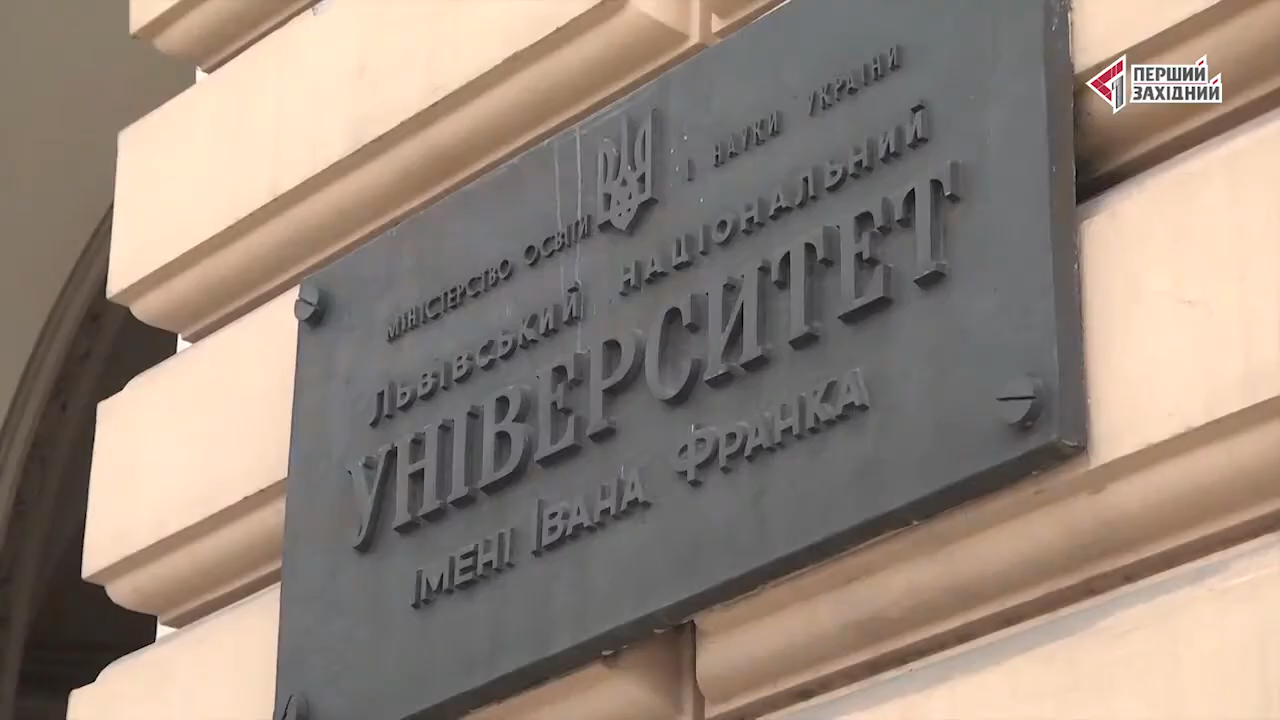 МІНІСТЕРСТВО ОСВІТИ І НАУКИ УКРАЇНИ
ЛЬВІВСЬКИЙ НАЦІОНАЛЬНИЙ
УНІВЕРСИТЕТ
ІМЕНІ ІВАНА ФРАНКА
ПЕРШИЙ
ЗАХІДНИЙ